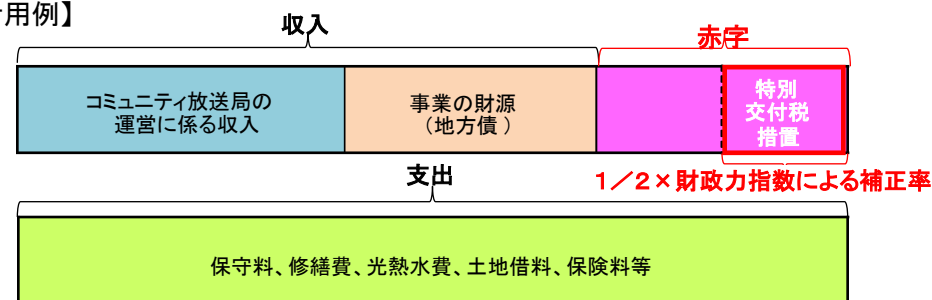 用例】
収入
赤字
コミュニティ放送局の
運営に係る収入
事業の財源
（地方債）
特別
交付税
措置
支出
１／２×財政力指数による補正率
保守料、修繕費、光熱水費、土地借料、保険料等